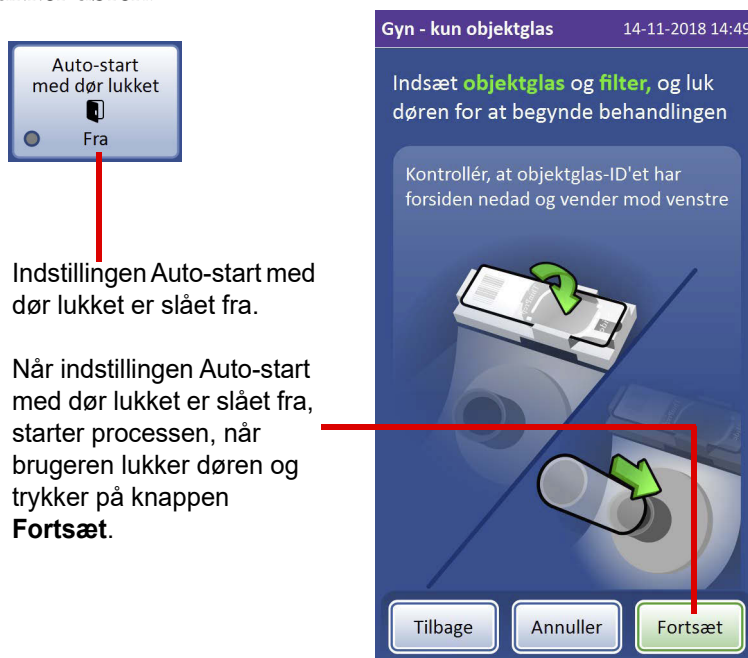 Auto-start
med dør lukket
Fra
Indstillingen Auto-start med
dør lukket er slået fra.
Når indstillingen Auto-start
med dør lukket er slået fra,
starter processen, når
brugeren lukker døren og
trykker på knappen
Fortsæt.
Gyn - kun objektglas 14-11-2018 14:49
Indsæt objektglas og filter, og luk
døren for at begynde behandlingen
Kontrollér, at objektglas-ID'et har
forsiden nedad og vender mod venstre
Tilbage Annuller Fortsæt